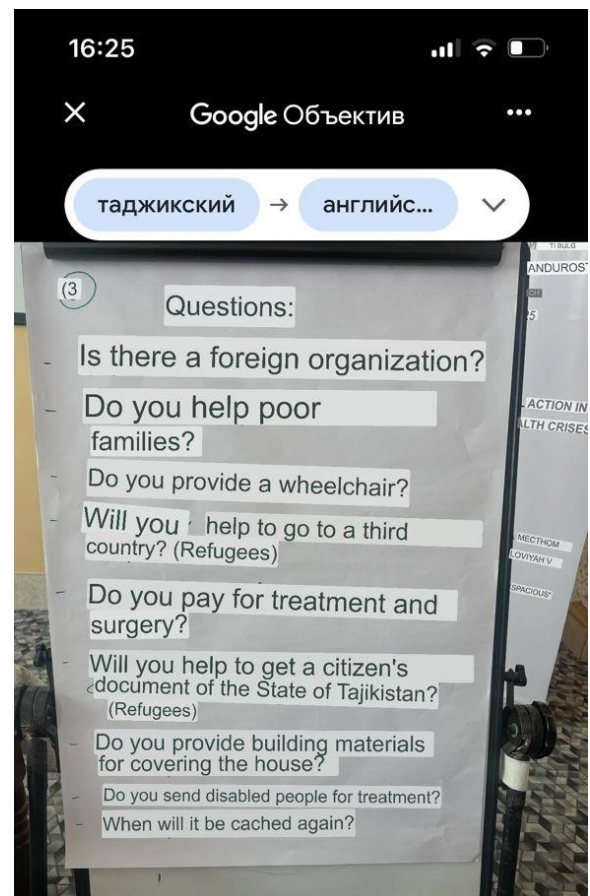 16:25
Google Объектив
таджикский → английс...
TI BULG
ANDUROST
(3
Questions:
Is there a foreign organization?
Do you help poor
families?
Do you provide a wheelchair?
Will you help to go to a third
country? (Refugees)
Do you pay for treatment and
surgery?
Will you help to get a citizen's
document of the State of Tajikistan?
(Refugees)
Do you provide building materials
for covering the house?
Do you send disabled people for treatment?
When will it be cached again?
ACTION IN
LTH CRISES
MECTHOM
LOVIYAH V
SPACIOUS"